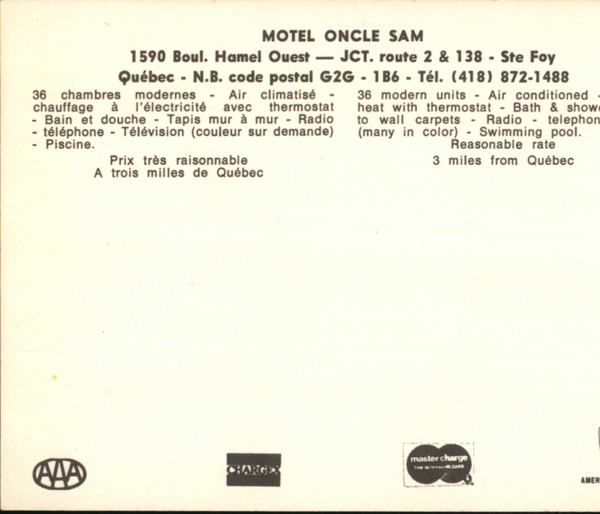 MOTEL ONCLE SAM
1590 Boul. Hamel Ouest — JCT. route 2 & 138 - Ste Foy
Québec - N.B. code postal G2G - 1B6 - Tél. (418) 872-1488
36 chambres modernes - Air climatisé -
chauffage à l'électricité avec thermostat
- Bain et douche - Tapis mur à mur - Radio
- téléphone - Télévision (couleur sur demande)
- Piscine.
Prix très raisonnable
A trois milles de Québec
36 modern units - Air conditioned -
heat with thermostat - Bath & showe
to wall carpets - Radio - telephon
(many in color) - Swimming pool.
Reasonable rate
3 miles from Québec
AAA
CHARGEX
master charge
THE INTERBANK CARD
AMER